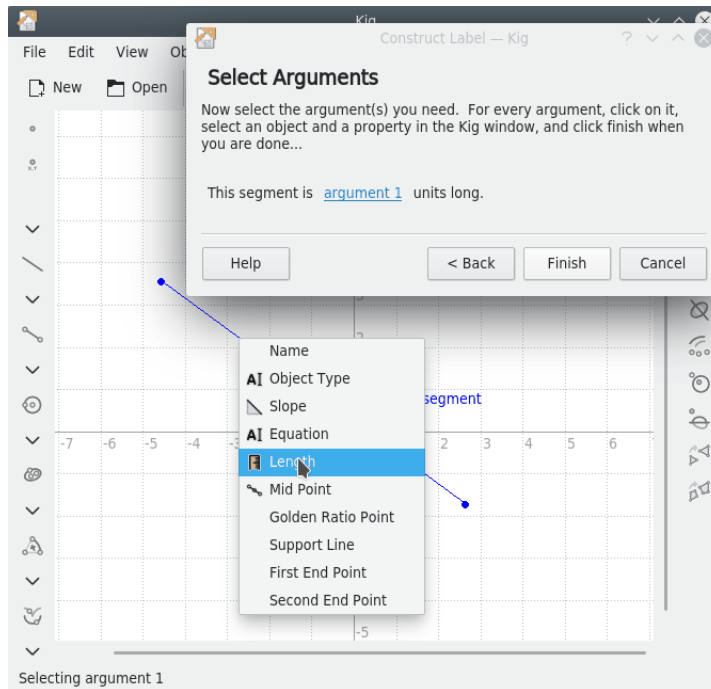 Kig
Construct Label — Kig
?
File Edit View
New Open
Select Arguments
Now select the argument(s) you need. For every argument, click on it,
select an object and a property in the Kig window, and click finish when
you are done...
This segment is argument 1 units long.
Help < Back Finish Cancel
Name
AI Object Type
Slope
AI Equation
Length
Mid Point
Golden Ratio Point
Support Line
First End Point
Second End Point
segment
-7 -6 -5 -4 2 3 4 5 6
-5
Selecting argument 1